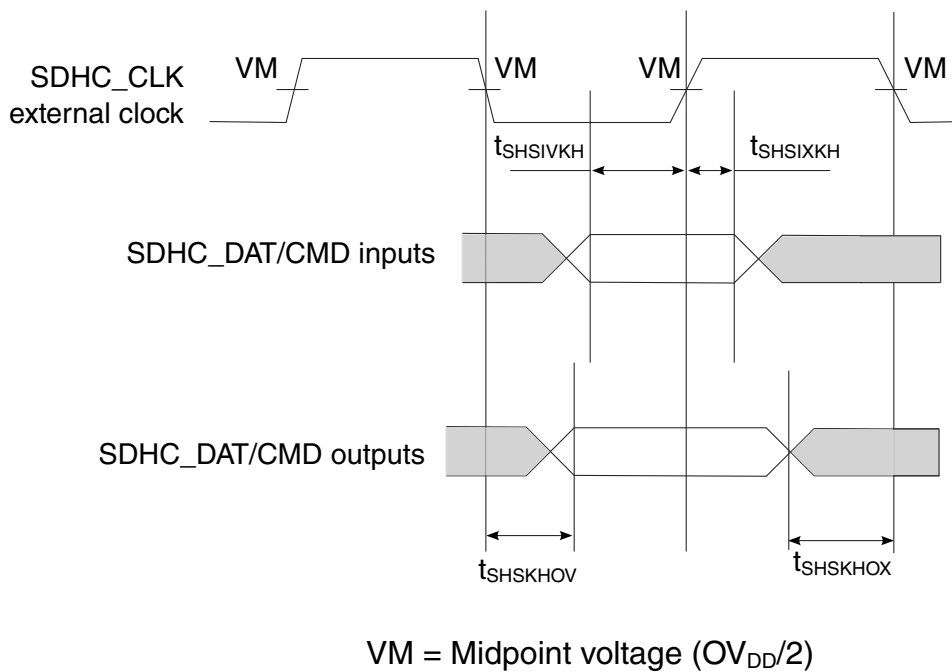 VM VM VM VM
SDHC_CLK
external clock
tSHSIVKH tSHSIXKH
SDHC_DAT/CMD inputs
SDHC_DAT/CMD outputs
tSHSKHOV tSHSKHOX
VM = Midpoint voltage (OVDD/2)